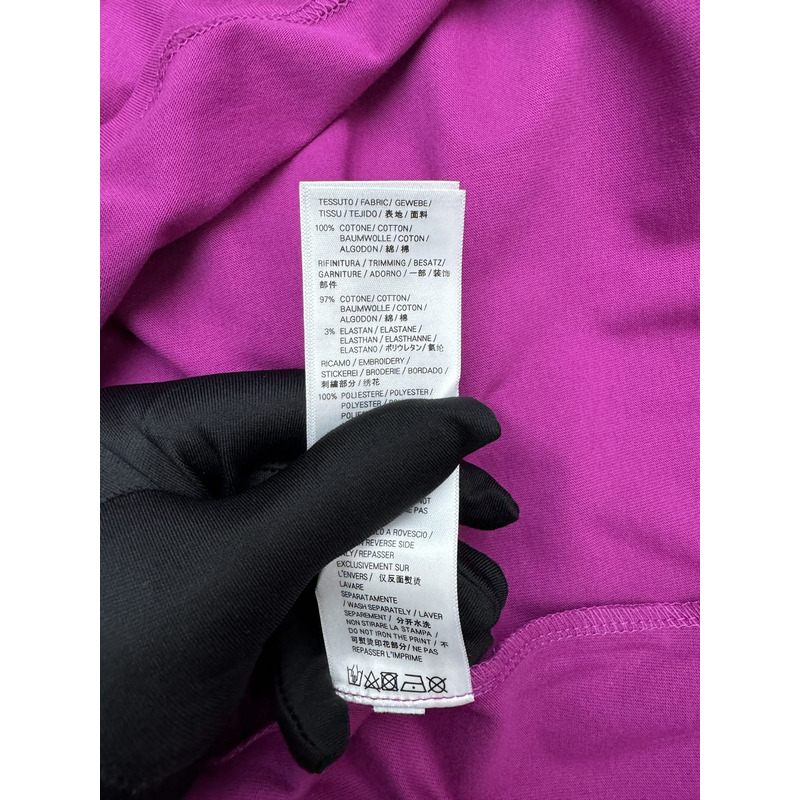 TESSUTO / FABRIC / GEWEBE /
TISSU / TEJIDO / 表地 / 面料
100% COTONE / COTTON /
BAUMWOLLE / COTON /
ALGODON / 綿 / 棉
RIFINITURA / TRIMMING / BESATZ /
GARNITURE / ADORNO / 一部 / 装饰
部件
97% COTONE / COTTON /
BAUMWOLLE / COTON /
ALGODON / 綿 / 棉
3% ELASTAN / ELASTANE /
ELASTHAN / ELASTHANNE /
ELASTANO / ポリウレタン / 氨纶
RICAMO / EMBROIDERY /
STICKEREI / BRODERIE / BORDADO /
刺繍部分 / 绣花
100% POLIESTERE / POLYESTER /
POLYESTER /
NE PAS
A ROVESCIO /
REVERSE SIDE
/ REPASSER
EXCLUSIVEMENT SUR
L'ENVERS / 仅反面熨烫
LAVARE
SEPARATAMENTE
/ WASH SEPARATELY / LAVER
SEPAREMENT / 分开水洗
NON STIRARE LA STAMPA /
DO NOT IRON THE PRINT / 不
可熨烫印花部分 / NE PAS
REPASSER L'IMPRIME